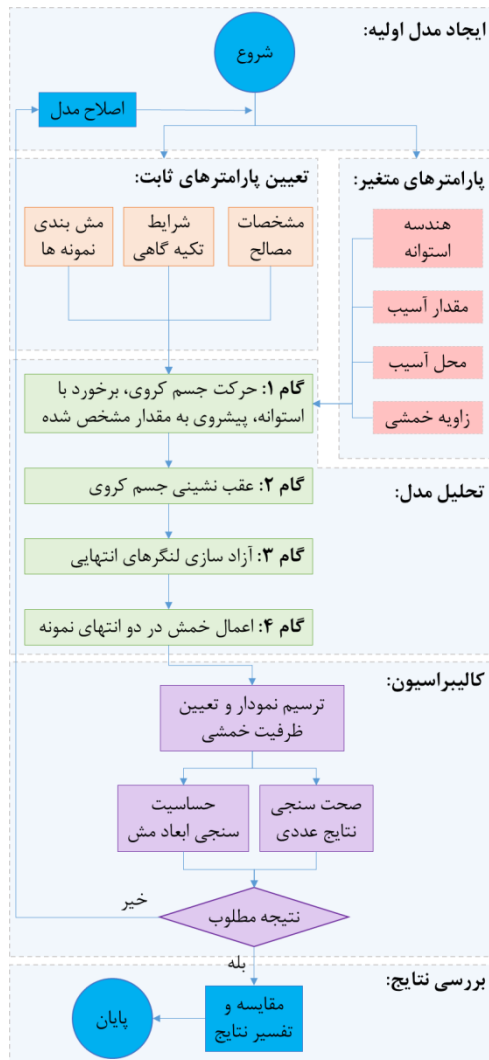 ایجاد مدل اولیه:
شروع
اصلاح مدل
پارامترهای متغیر:
هندسه
استوانه
مقدار آسیب
محل آسیب
زاویه خمشی
تعیین پارامترهای ثابت:
مشخصات
مصالح
شرایط
تکیه گاهی
مش بندی
نمونه ها
گام ۱: حرکت جسم کروی، برخورد با
استوانه، پیشروی به مقدار مشخص شده
تحلیل مدل:
گام ۲: عقب نشینی جسم کروی
گام ۳: آزاد سازی لنگرهای انتهایی
گام ۴: اعمال خمش در دو انتهای نمونه
کالیبراسیون:
ترسیم نمودار و تعیین
ظرفیت خمشی
صحت سنجی
نتایج عددی
حساسیت
سنجی ابعاد مش
نتیجه مطلوب
خیر
بله
بررسی نتایج:
مقایسه و
تفسیر نتایج
پایان